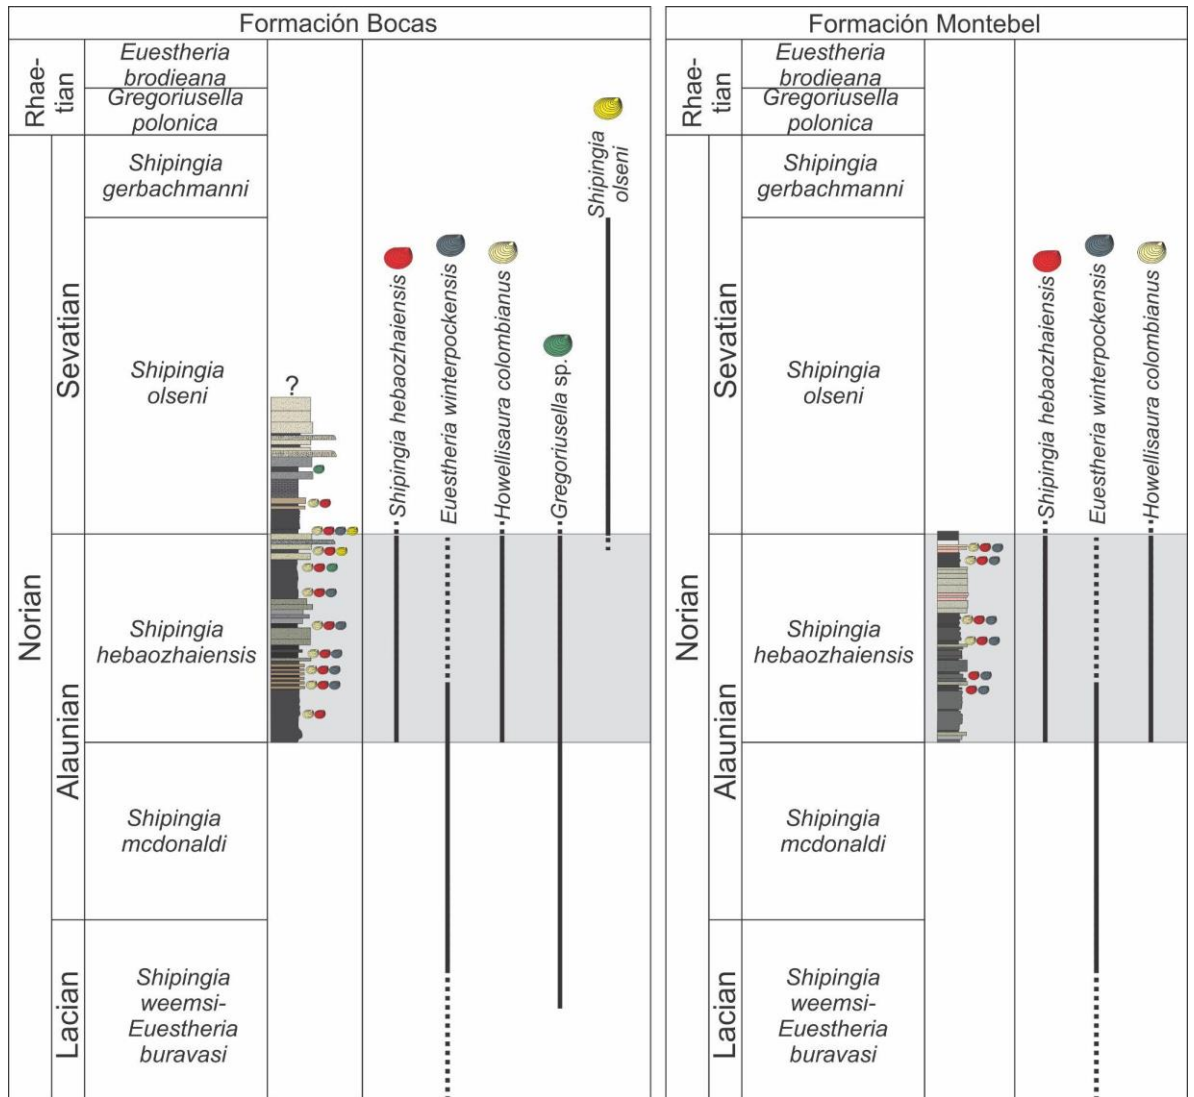 Formación Bocas
Rhae-
tian
Euestheria
brodieana
Gregoriusella
polonica
Norian
Sevatian
Shipingia
gerbachmanni
Shipingia
olseni
Alaunian
Shipingia
hebaozhaiensis
Shipingia
mcdonaldi
Lacian
Shipingia
weemsi-
Euestheria
buravasi
?
Shipingia hebaozhaiensis
Euestheria winterpockensis
Howellisaura colombianus
Gregoriusella sp.
Shipingia
olseni
Formación Montebel
Rhae-
tian
Euestheria
brodieana
Gregoriusella
polonica
Norian
Sevatian
Shipingia
gerbachmanni
Shipingia
olseni
Alaunian
Shipingia
hebaozhaiensis
Shipingia
mcdonaldi
Lacian
Shipingia
weemsi-
Euestheria
buravasi
Shipingia hebaozhaiensis
Euestheria winterpockensis
Howellisaura colombianus